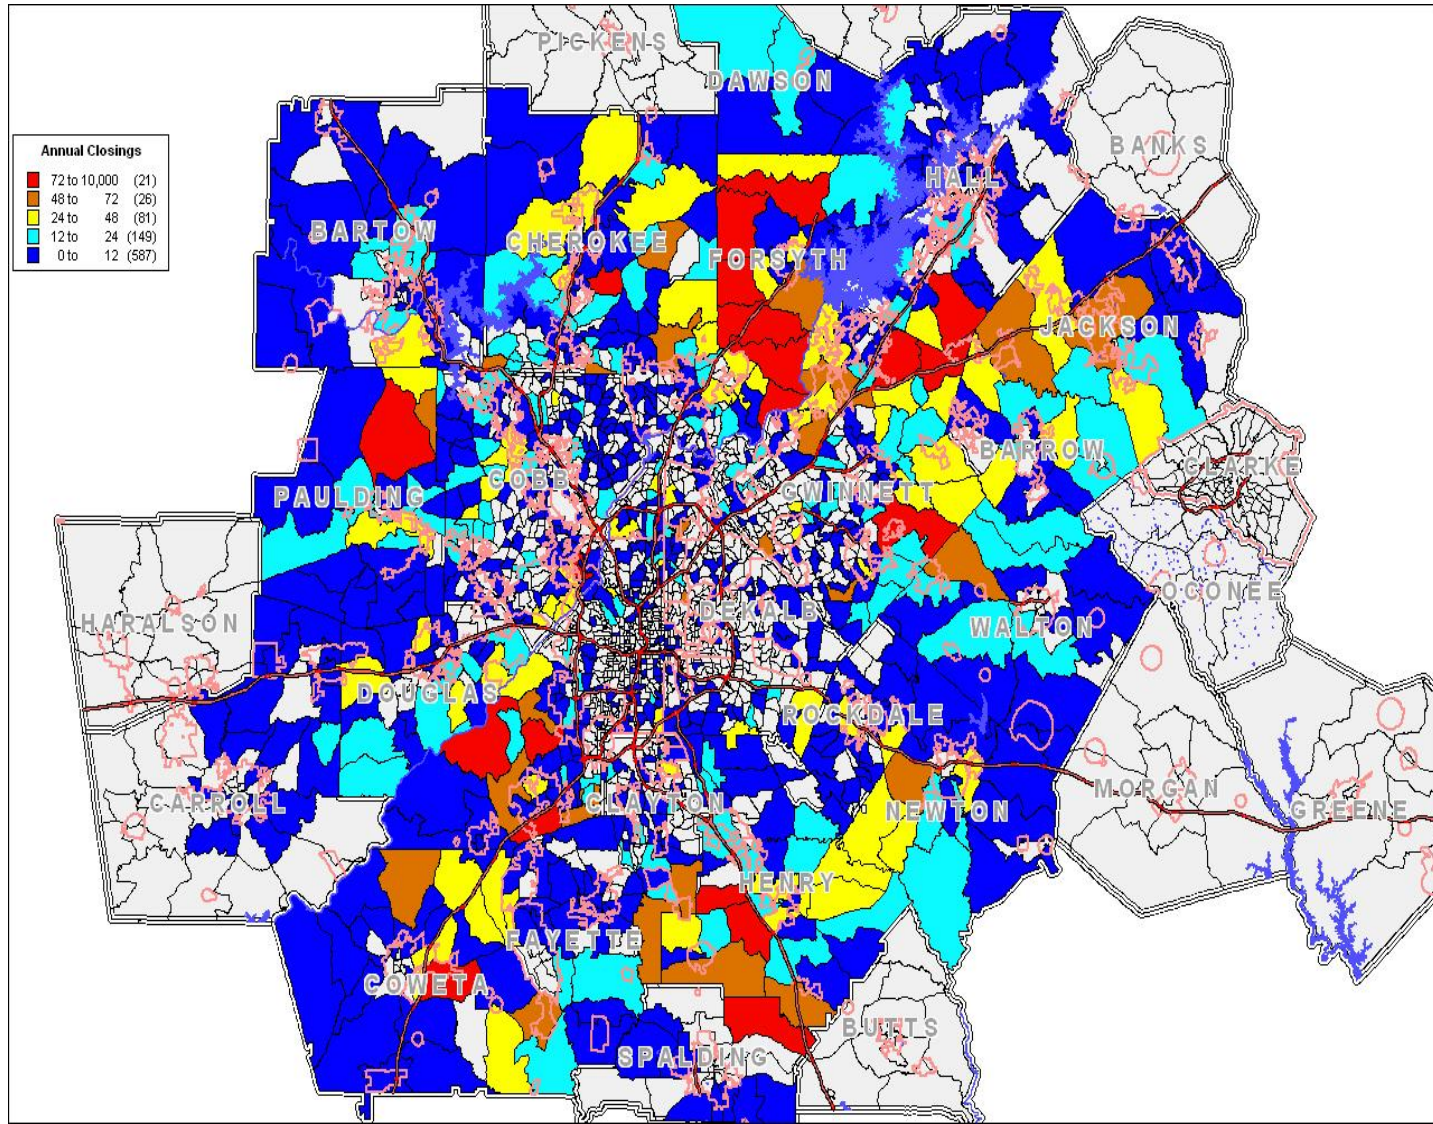 PICKENS
DAWSON
Annual Closings
72 to 10,000 (21)
48 to 72 (26)
24 to 48 (81)
12 to 24 (149)
0 to 12 (587)
BANKS
HALL
BARTOW
CHEROKEE
FORSYTH
JACKSON
BARROW
CLARKE
COBB
GWINNETT
PAULDING
OCONEE
DEKALB
HARALSON
WALTON
DOUGLAS
ROCKDALE
CARROLL
CLAYTON
NEWTON
MORGAN
GREENE
HENRY
FAYETTE
COWETA
BUTTS
SPALDING